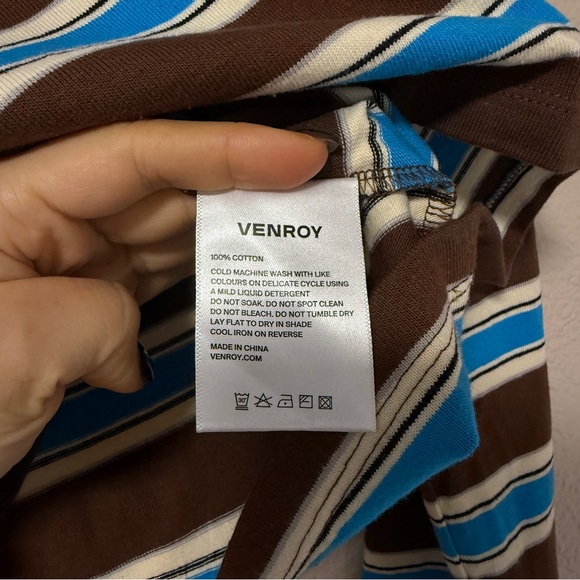 VENROY
100% COTTON
COLD MACHINE WASH WITH LIKE
COLOURS ON DELICATE CYCLE USING
A MILD LIQUID DETERGENT
DO NOT SOAK. DO NOT SPOT CLEAN
DO NOT BLEACH. DO NOT TUMBLE DRY
LAY FLAT TO DRY IN SHADE
COOL IRON ON REVERSE
MADE IN CHINA
VENROY.COM
30°